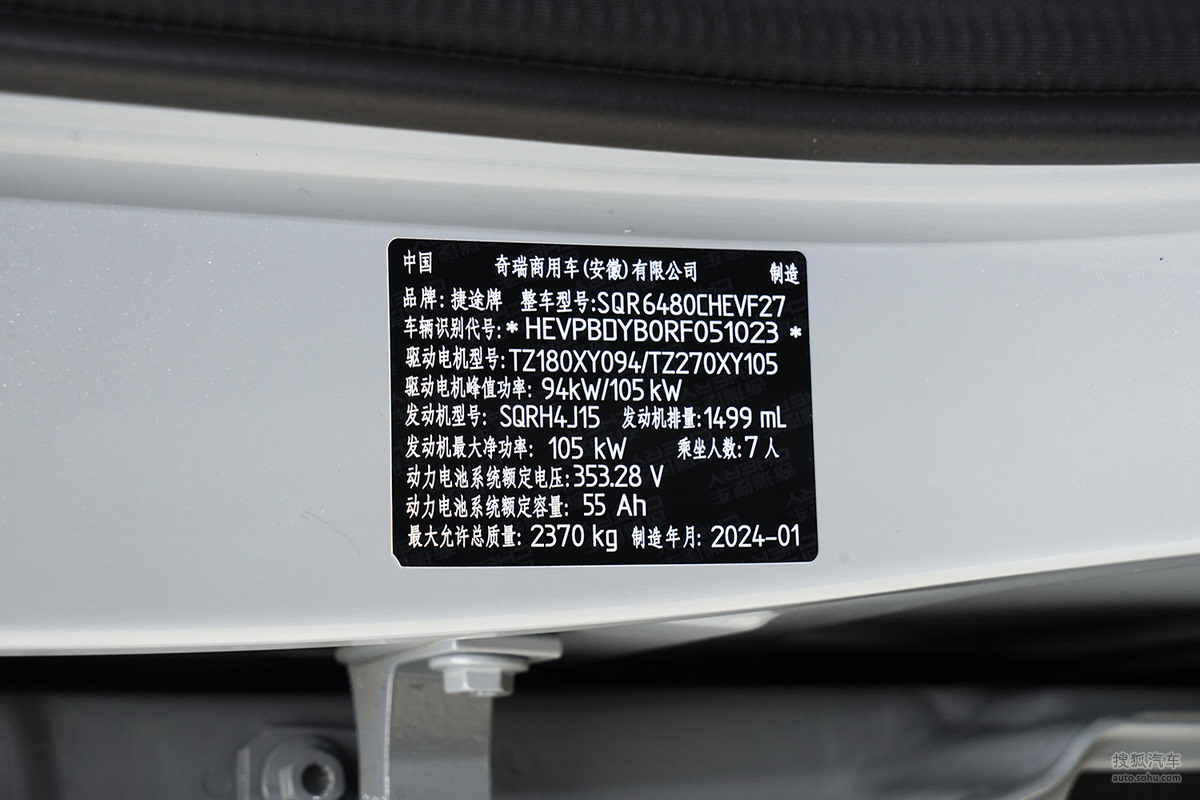 中国 奇瑞商用车(安徽)有限公司 制造
品牌: 捷途牌 整车型号:SQR6480CHEVF27
车辆识别代号:*HEVPBDYB0RF051023*
驱动电机型号:TZ180XY094/TZ270XY105
驱动电机峰值功率: 94kW/105kW
发动机型号: SQRH4J15 发动机排量:1499 mL
发动机最大净功率: 105 kW 乘坐人数:7人
动力电池系统额定电压:353.28 V
动力电池系统额定容量: 55 Ah
最大允许总质量: 2370 kg 制造年月: 2024-01
搜狐汽车
auto.sohu.com